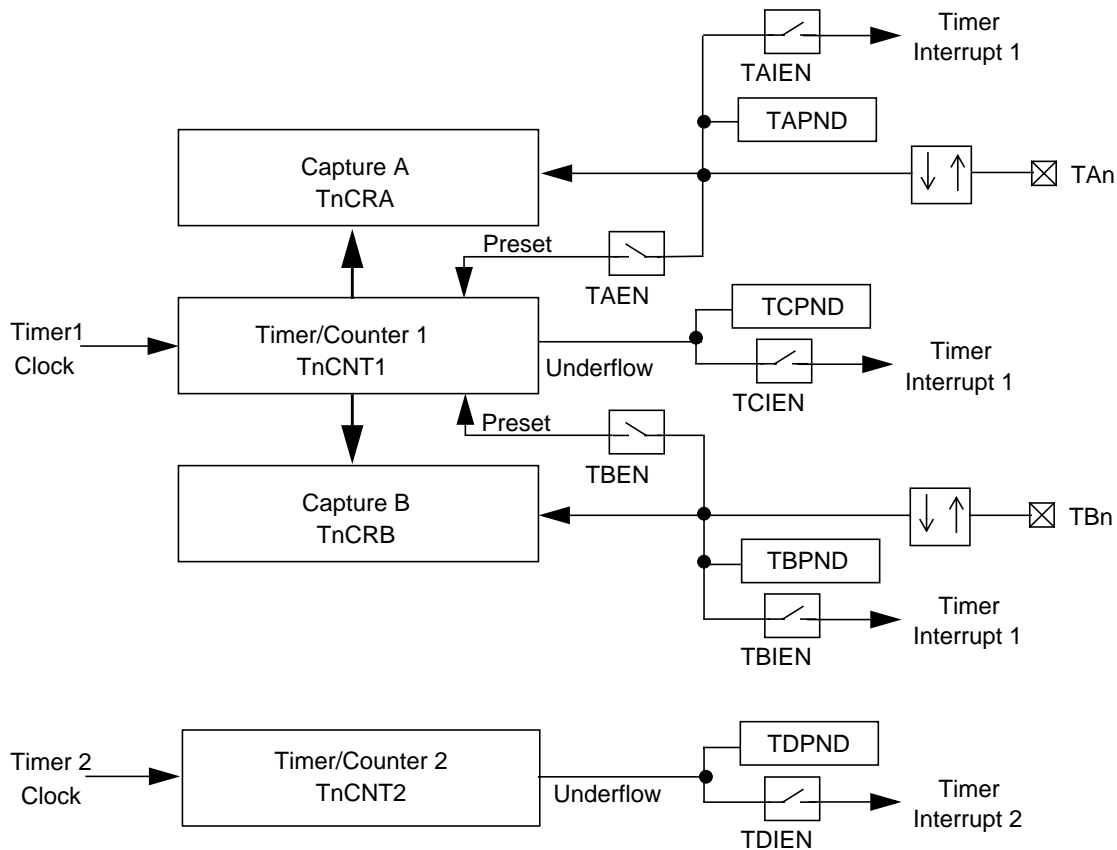 Timer
Interrupt 1
TAIEN
TAPND
Capture A
TnCRA
TAn
Preset
TAEN
TCPND
Timer1
Clock
Timer/Counter 1
TnCNT1
Underflow
Timer
Interrupt 1
TCIEN
Preset
TBEN
Capture B
TnCRB
TBn
TBPND
Timer
Interrupt 1
TBIEN
TDPND
Timer 2
Clock
Timer/Counter 2
TnCNT2
Underflow
Timer
Interrupt 2
TDIEN